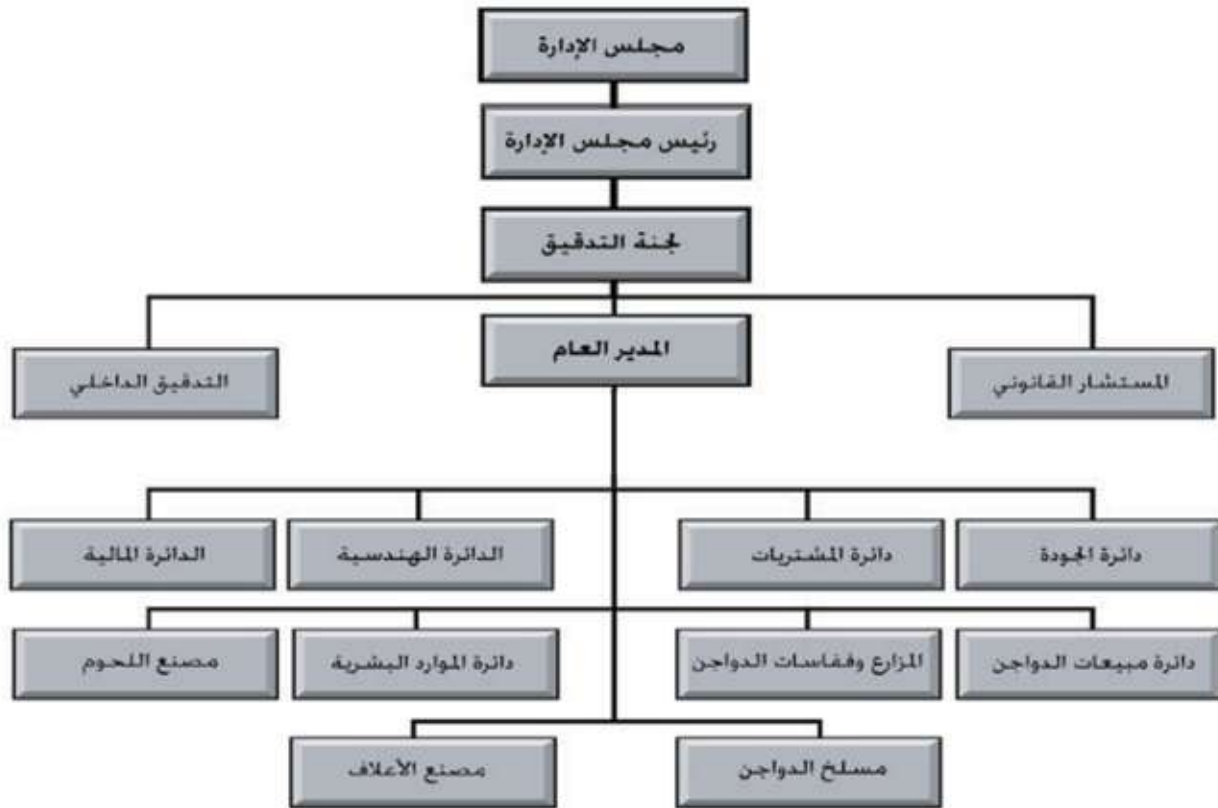 مجلس الإدارة
رئيس مجلس الإدارة
لجنة التدقيق
المدير العام
المستشار القانوني
التدقيق الداخلي
دائرة الجودة
دائرة المشتريات
الدائرة الهندسية
الدائرة المالية
دائرة مبيعات الدواجن
المزارع وفقاسات الدواجن
دائرة الموارد البشرية
مصنع اللحوم
مسلخ الدواجن
مصنع الأعلاف